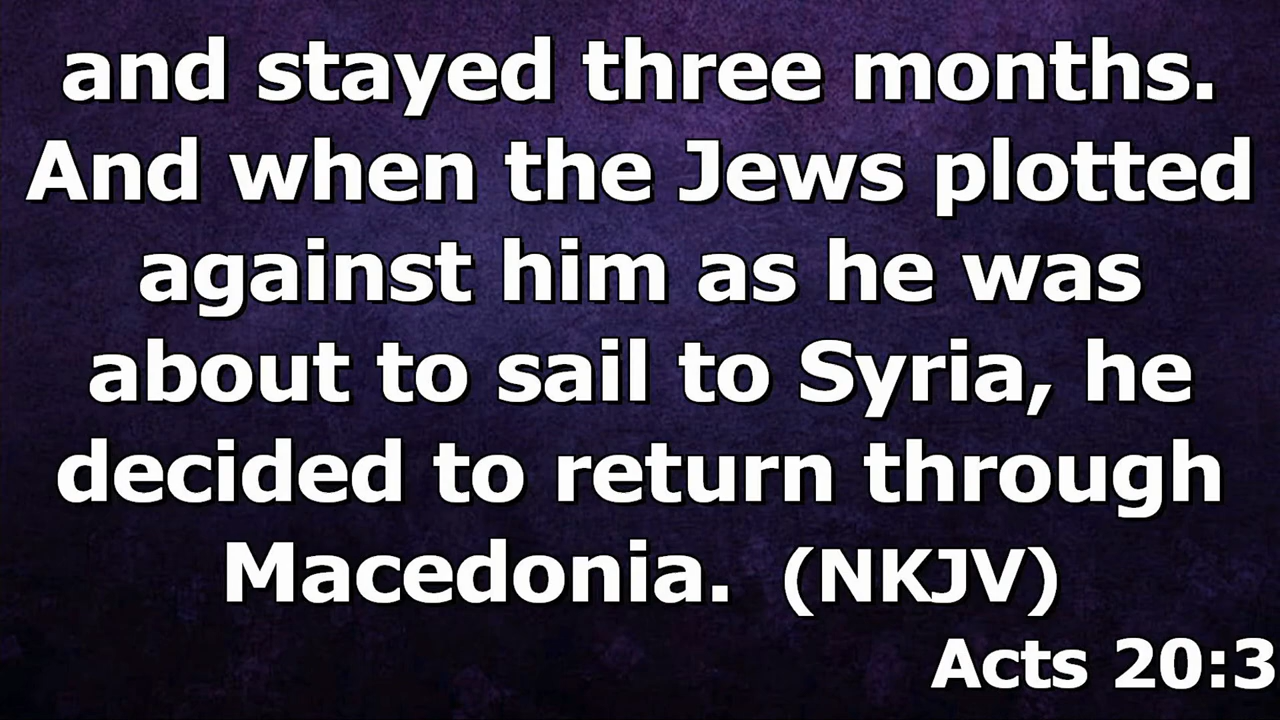 and stayed three months.
And when the Jews plotted
against him as he was
about to sail to Syria, he
decided to return through
Macedonia.  (NKJV)
Acts 20:3